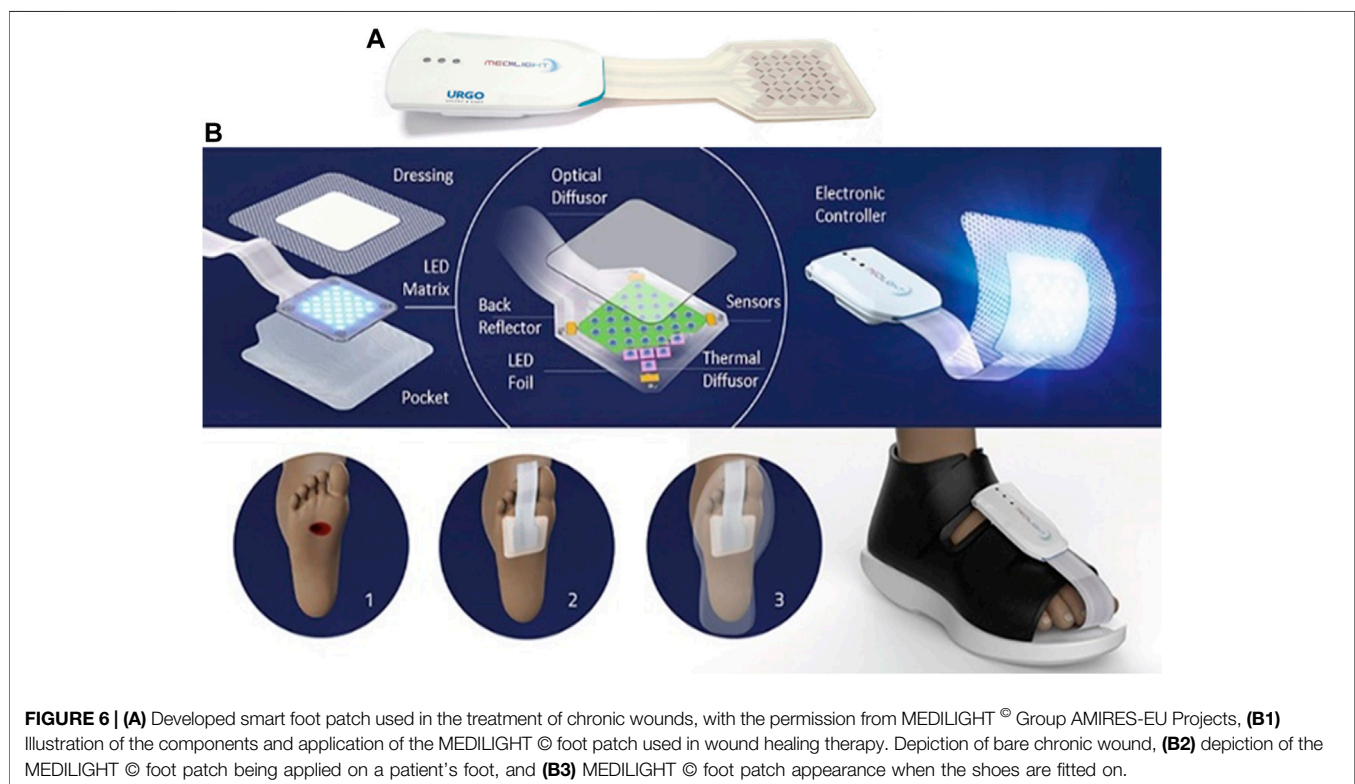 A
MEDILIGHT
URGO
B
Dressing
LED
Matrix
Pocket
Optical
Diffusor
Back
Reflector
LED
Foil
Sensors
Thermal
Diffusor
Electronic
Controller
MEDILIGHT
1
2
3
MEDILIGHT
FIGURE 6 | (A) Developed smart foot patch used in the treatment of chronic wounds, with the permission from MEDILIGHT © Group AMIRES-EU Projects, (B1)
Illustration of the components and application of the MEDILIGHT © foot patch used in wound healing therapy. Depiction of bare chronic wound, (B2) depiction of the
MEDILIGHT © foot patch being applied on a patient's foot, and (B3) MEDILIGHT © foot patch appearance when the shoes are fitted on.